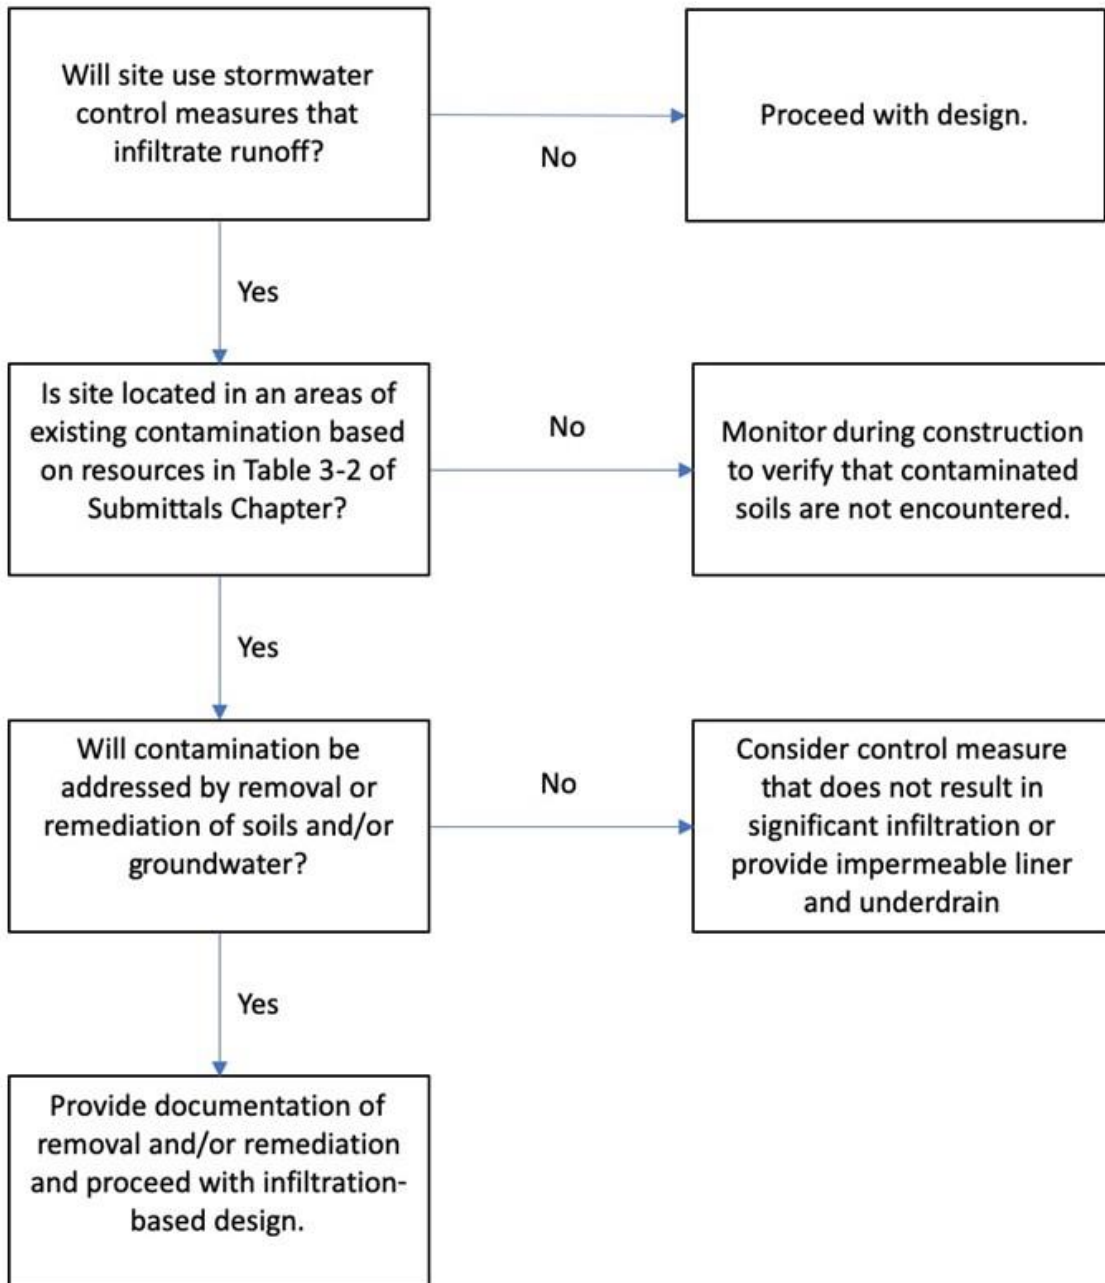 Will site use stormwater
control measures that
infiltrate runoff?
No
Proceed with design.
Yes
Is site located in an areas of
existing contamination based
on resources in Table 3-2 of
Submittals Chapter?
No
Monitor during construction
to verify that contaminated
soils are not encountered.
Yes
Will contamination be
addressed by removal or
remediation of soils and/or
groundwater?
No
Consider control measure
that does not result in
significant infiltration or
provide impermeable liner
and underdrain
Yes
Provide documentation of
removal and/or remediation
and proceed with infiltration-
based design.